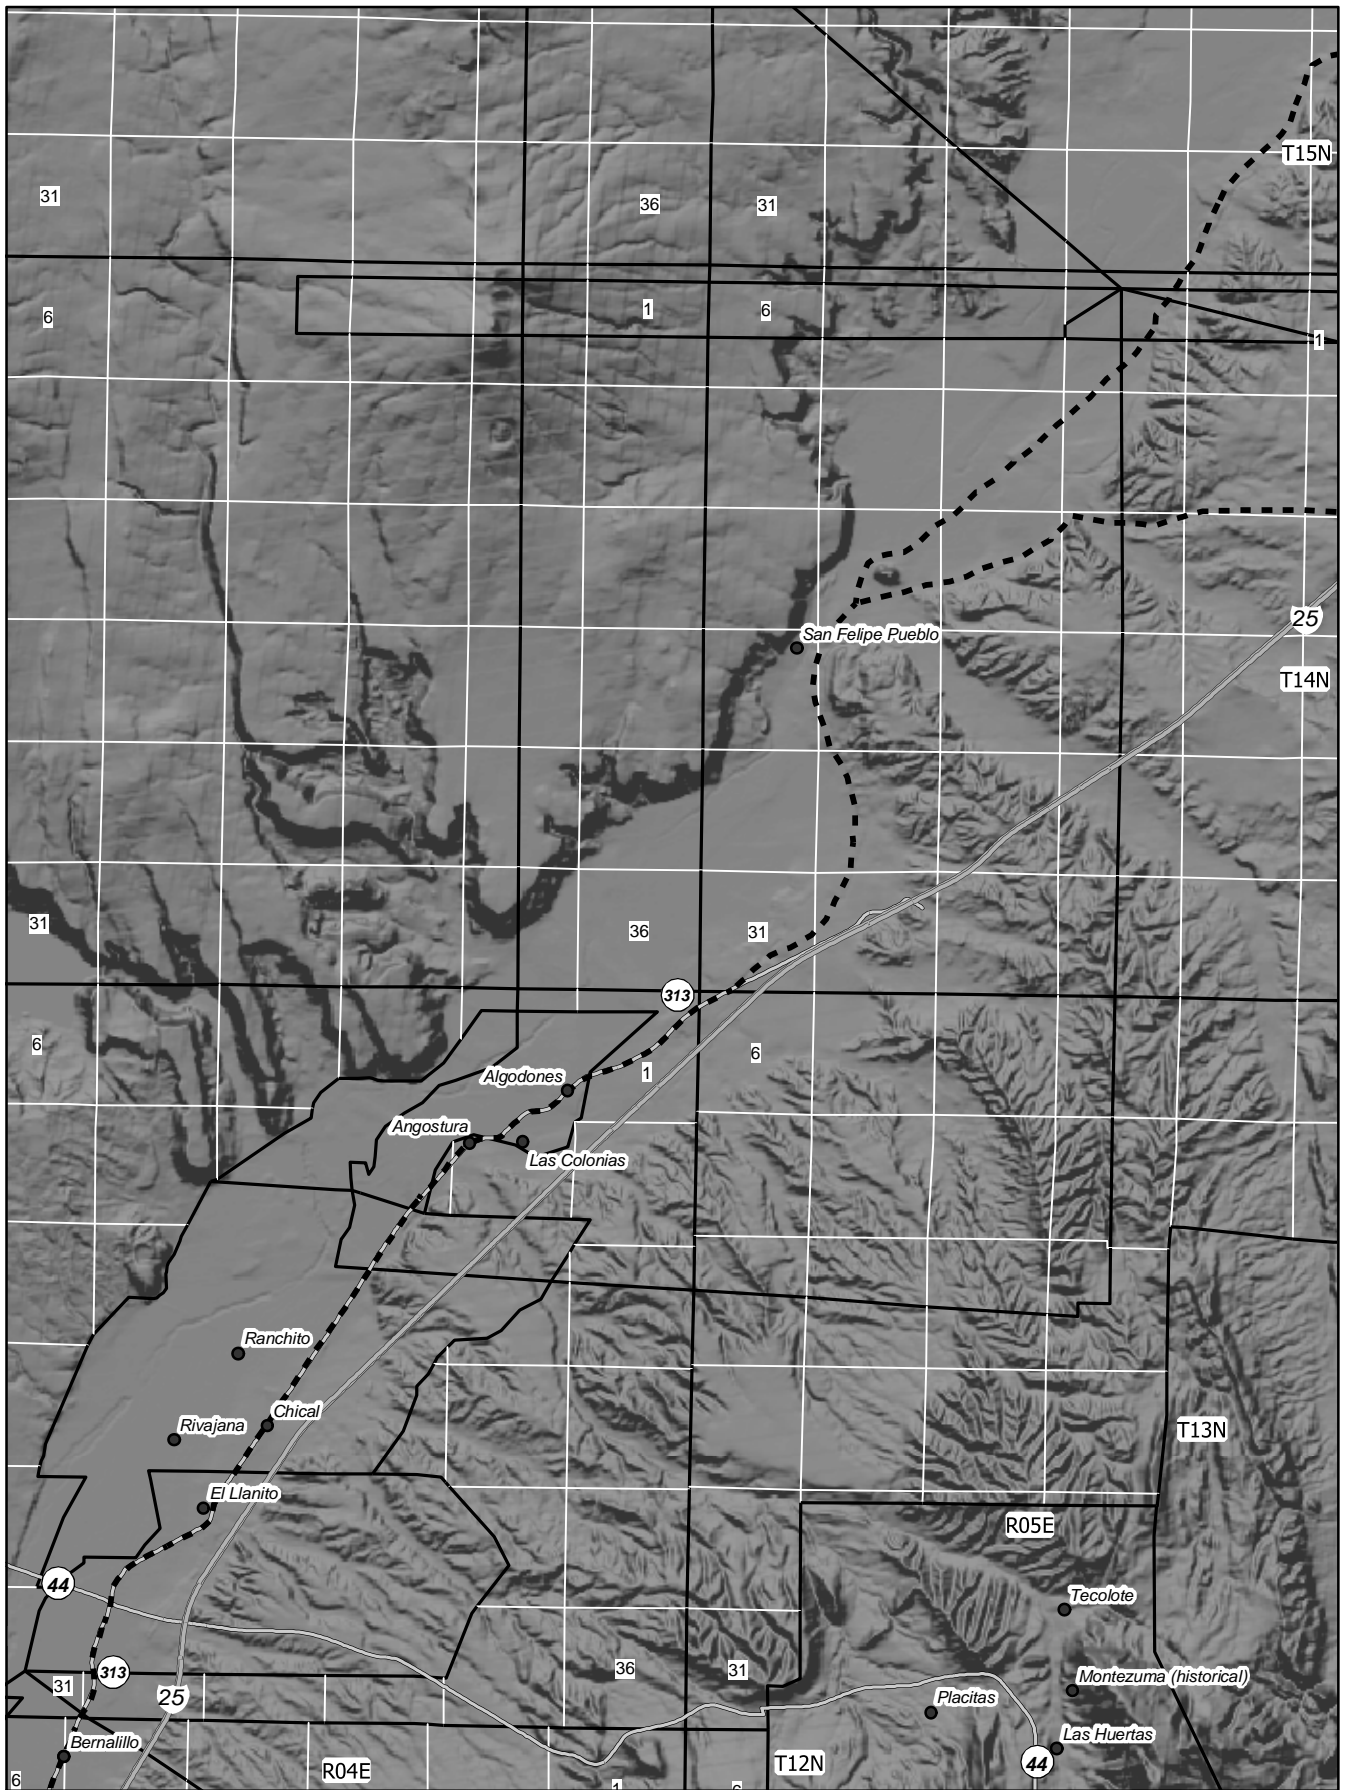 T15N
31
36
31
6
1
6
1
San Felipe Pueblo
25
T14N
31
36
31
313
6
6
1
Algodones
Angostura
Las Colonias
Ranchito
Chical
Rivajana
T13N
El Llanito
R05E
44
Tecolote
36
31
313
31
25
Montezuma (historical)
Placitas
Las Huertas
Bernalillo
44
T12N
R04E
6
1
6